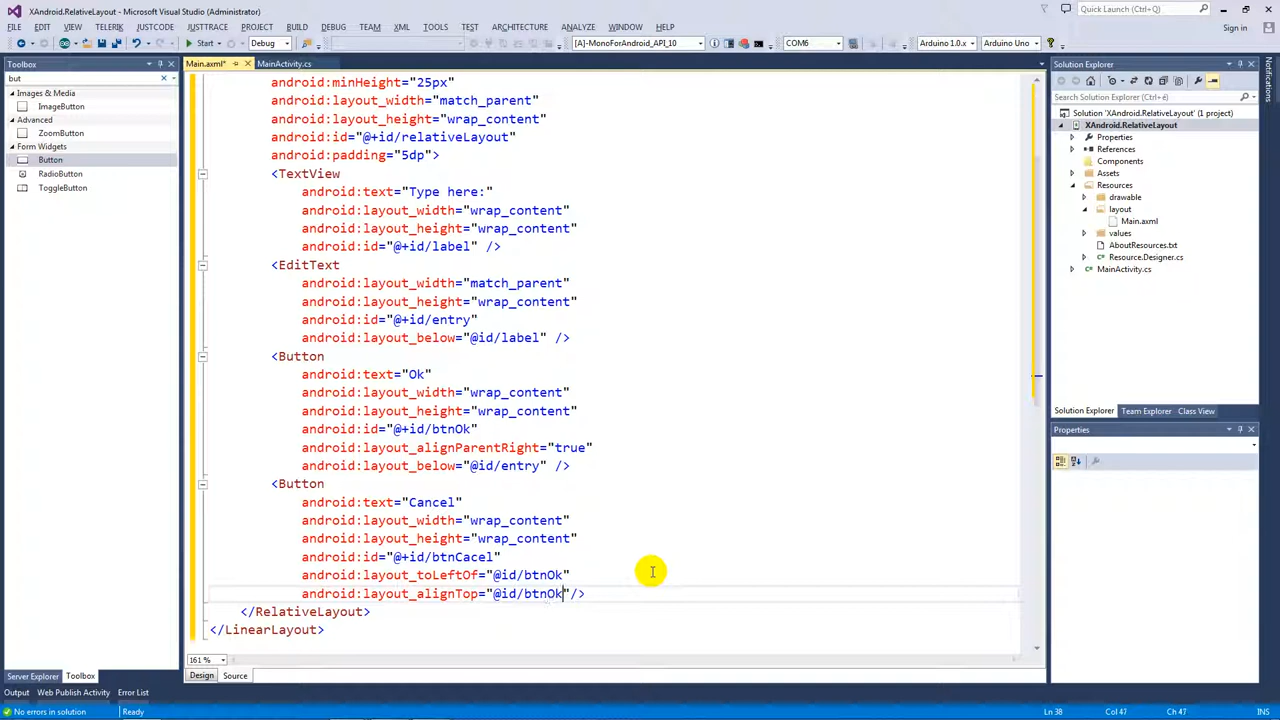 XAndroid.RelativeLayout - Microsoft Visual Studio (Administrator)
Quick Launch (Ctrl+Q)
FILE EDIT VIEW TELERIK JUSTCODE JUSTTRACE PROJECT BUILD DEBUG TEAM XML TOOLS TEST ARCHITECTURE ANALYZE WINDOW HELP
Sign in
Start Debug [A]-MonoForAndroid_API_10 COM6 Arduino 1.0.x Arduino Uno
Toolbox
but
Images & Media
ImageButton
Advanced
ZoomButton
Form Widgets
Button
RadioButton
ToggleButton
Main.axml* MainActivity.cs
android:minHeight="25px"
android:layout_width="match_parent"
android:layout_height="wrap_content"
android:id="@+id/relativeLayout"
android:padding="5dp">
<TextView
android:text="Type here:"
android:layout_width="wrap_content"
android:layout_height="wrap_content"
android:id="@+id/label" />
<EditText
android:layout_width="match_parent"
android:layout_height="wrap_content"
android:id="@+id/entry"
android:layout_below="@id/label" />
<Button
android:text="Ok"
android:layout_width="wrap_content"
android:layout_height="wrap_content"
android:id="@+id/btnOk"
android:layout_alignParentRight="true"
android:layout_below="@id/entry" />
<Button
android:text="Cancel"
android:layout_width="wrap_content"
android:layout_height="wrap_content"
android:id="@+id/btnCacel"
android:layout_toLeftOf="@id/btnOk"
android:layout_alignTop="@id/btnOk"/>
</RelativeLayout>
</LinearLayout>
161 %
Design Source
Solution Explorer
Search Solution Explorer (Ctrl+é)
Solution 'XAndroid.RelativeLayout' (1 project)
XAndroid.RelativeLayout
Properties
References
Components
Assets
Resources
drawable
layout
Main.axml
values
AboutResources.txt
Resource.Designer.cs
MainActivity.cs
Solution Explorer Team Explorer Class View
Properties
Notifications
Server Explorer Toolbox
Output Web Publish Activity Error List
No errors in solution Ready Ln 38 Col 47 Ch 47 INS